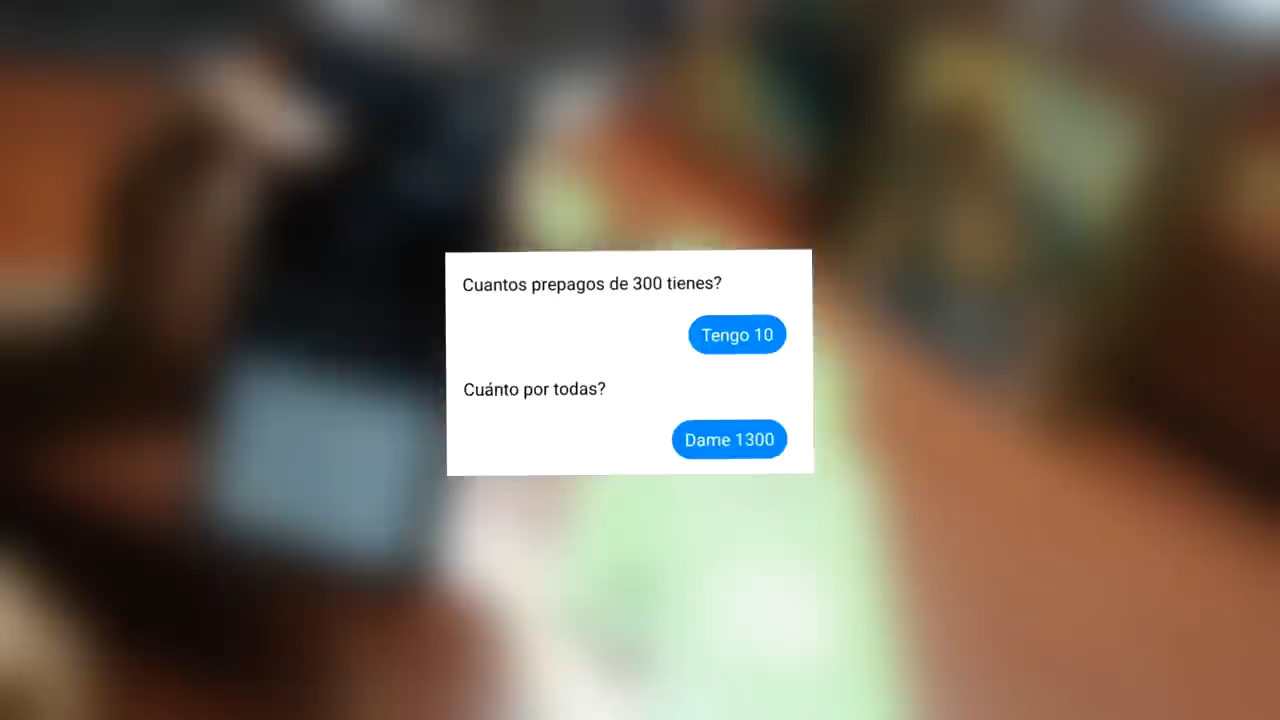 Cuantos prepagos de 300 tienes?
Tengo 10
Cuánto por todas?
Dame 1300